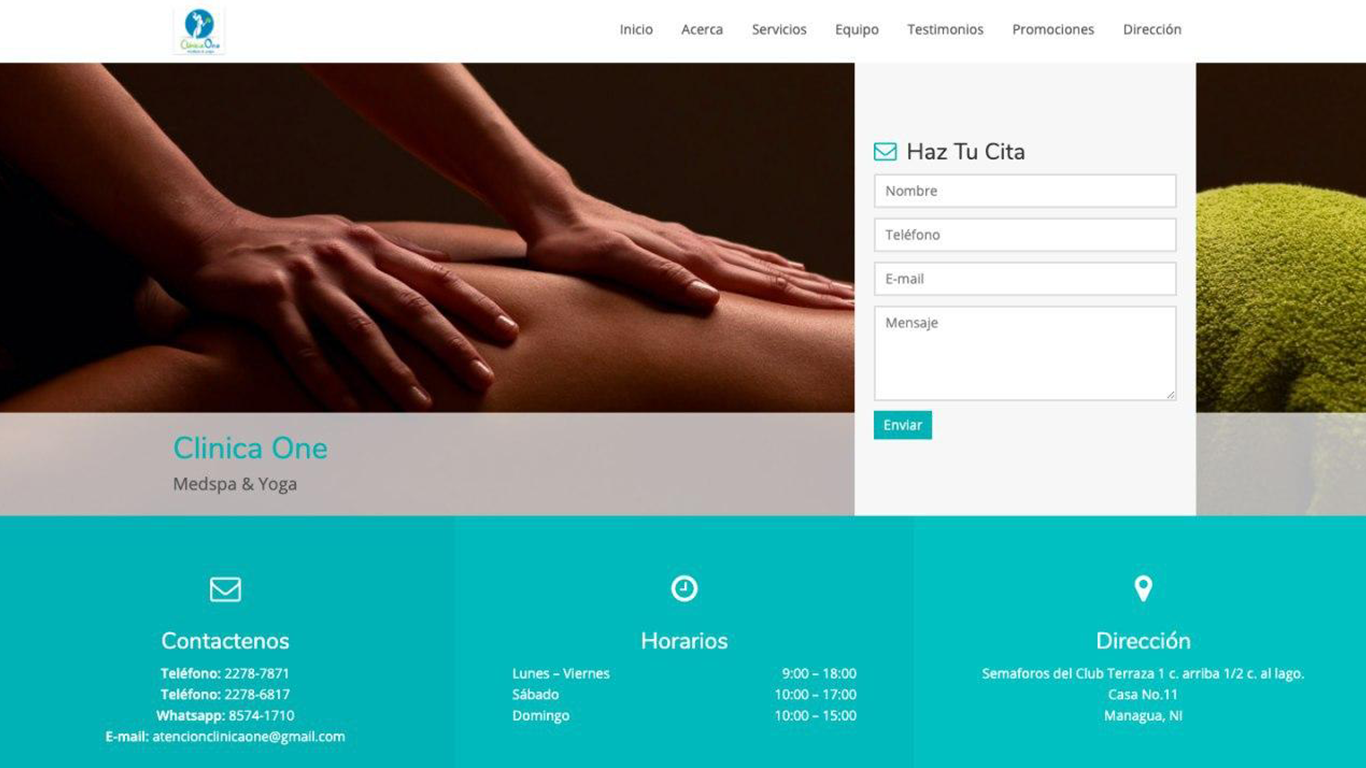 Clinica One
Inicio
Acerca
Servicios
Equipo
Testimonios
Promociones
Dirección
Haz Tu Cita
Nombre
Teléfono
E-mail
Mensaje
Enviar
Clinica One
Medspa & Yoga
Contactenos
Teléfono: 2278-7871
Teléfono: 2278-6817
Whatsapp: 8574-1710
E-mail: atencionclinicaone@gmail.com
Horarios
Lunes – Viernes 9:00 – 18:00
Sábado 10:00 – 17:00
Domingo 10:00 – 15:00
Dirección
Semaforos del Club Terraza 1 c. arriba 1/2 c. al lago.
Casa No.11
Managua, NI